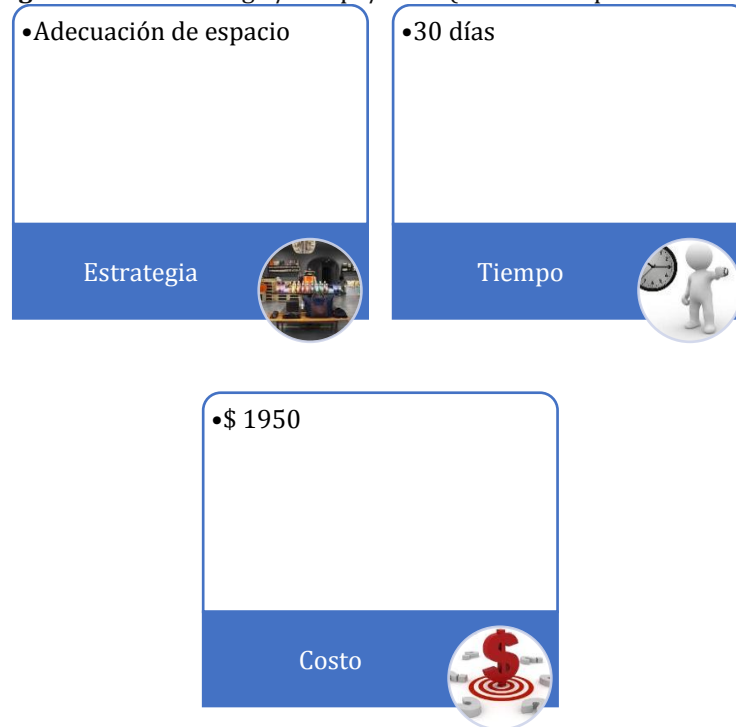 •Adecuación de espacio
•30 días
Estrategia
Tiempo
•$ 1950
Costo